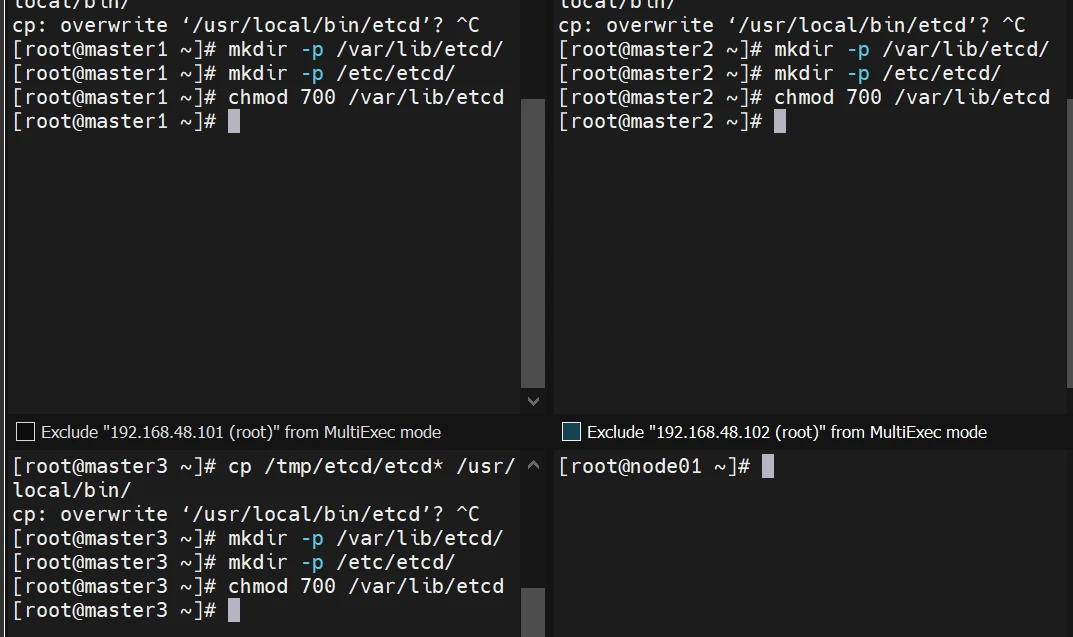 local/bin/
cp: overwrite ‘/usr/local/bin/etcd’? ^C
[root@master1 ~]# mkdir -p /var/lib/etcd/
[root@master1 ~]# mkdir -p /etc/etcd/
[root@master1 ~]# chmod 700 /var/lib/etcd
[root@master1 ~]#
local/bin/
cp: overwrite ‘/usr/local/bin/etcd’? ^C
[root@master2 ~]# mkdir -p /var/lib/etcd/
[root@master2 ~]# mkdir -p /etc/etcd/
[root@master2 ~]# chmod 700 /var/lib/etcd
[root@master2 ~]#
Exclude "192.168.48.101 (root)" from MultiExec mode
Exclude "192.168.48.102 (root)" from MultiExec mode
[root@master3 ~]# cp /tmp/etcd/etcd* /usr/
local/bin/
cp: overwrite ‘/usr/local/bin/etcd’? ^C
[root@master3 ~]# mkdir -p /var/lib/etcd/
[root@master3 ~]# mkdir -p /etc/etcd/
[root@master3 ~]# chmod 700 /var/lib/etcd
[root@master3 ~]#
[root@node01 ~]#